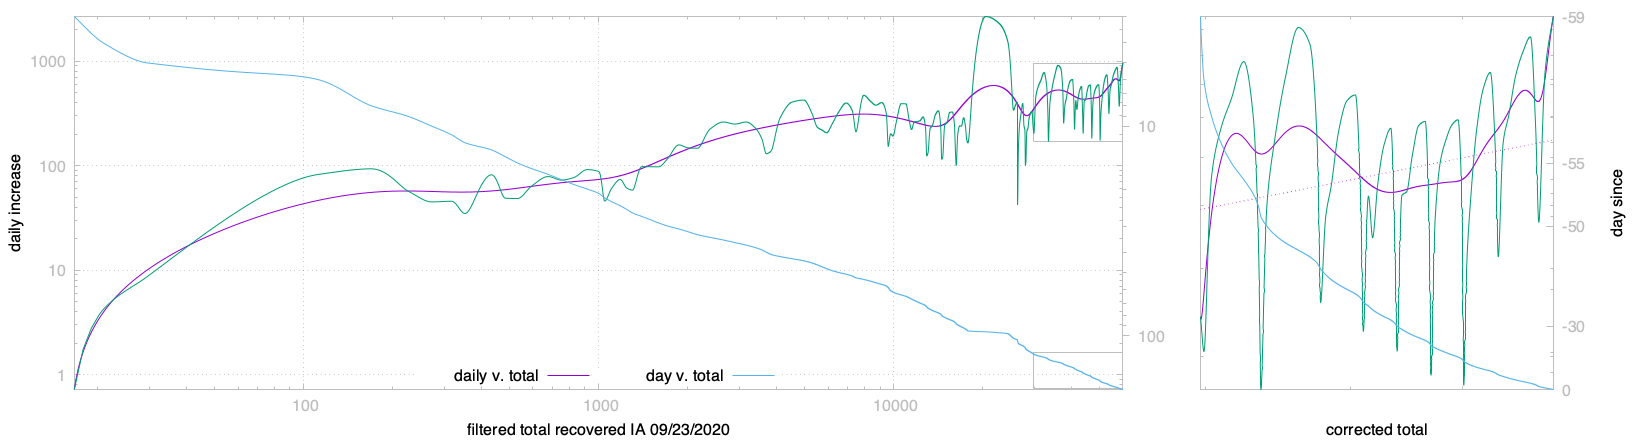 1000
100
10
1
daily increase
100
1000
10000
10
100
daily v. total
day v. total
filtered total recovered IA 09/23/2020
-59
-55
-50
-30
0
day since
corrected total